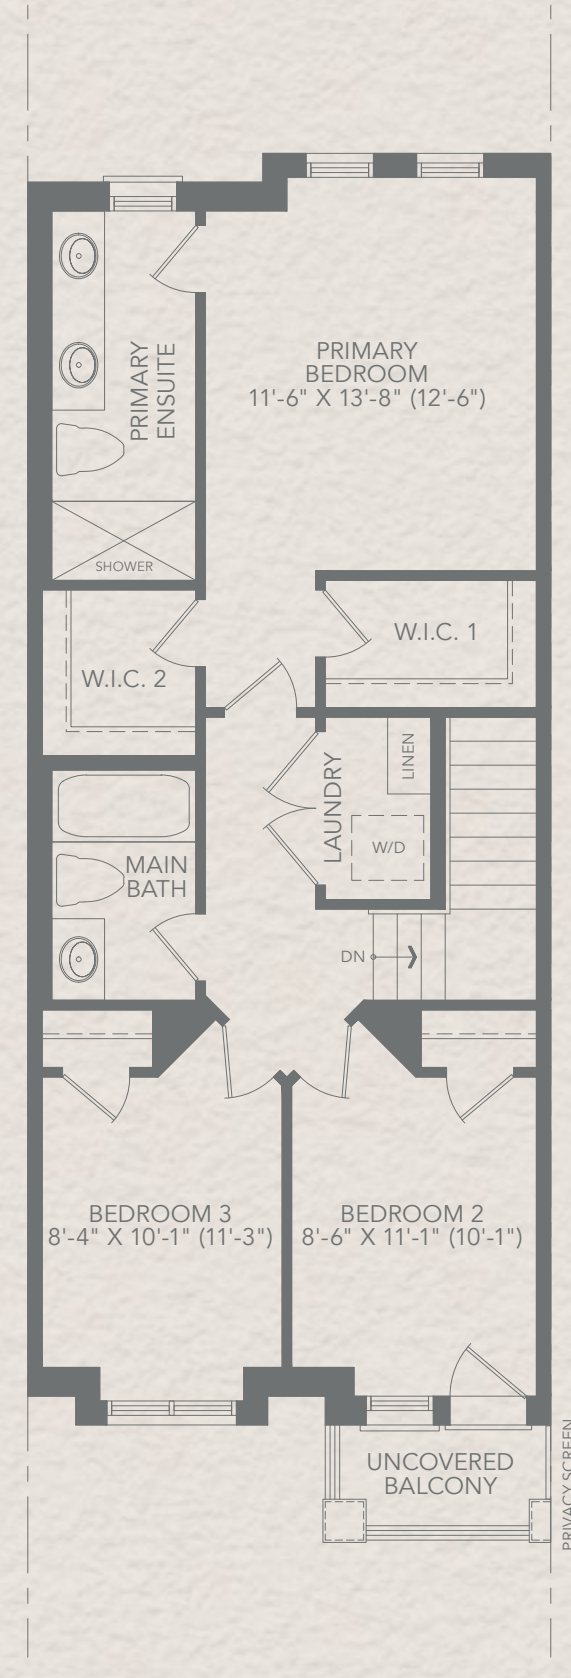 PRIMARY
ENSUITE
PRIMARY
BEDROOM
11'-6" X 13'-8" (12'-6")
SHOWER
W.I.C. 1
W.I.C. 2
LINEN
LAUNDRY
W/D
MAIN
BATH
DN
BEDROOM 3
8'-4" X 10'-1" (11'-3")
BEDROOM 2
8'-6" X 11'-1" (10'-1")
UNCOVERED
BALCONY
PRIVACY SCREEN